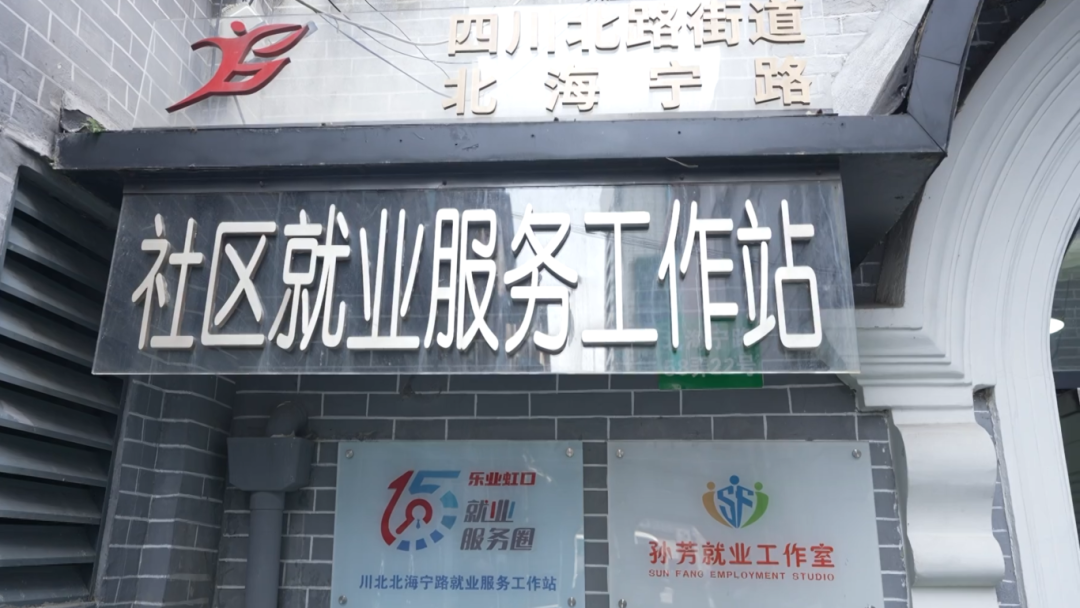 四川北路街道
北海宁路
社区就业服务工作站
15
乐业虹口
就业
服务圈
川北北海宁路就业服务工作站
SF
孙芳就业工作室
SUN FANG EMPLOYMENT STUDIO